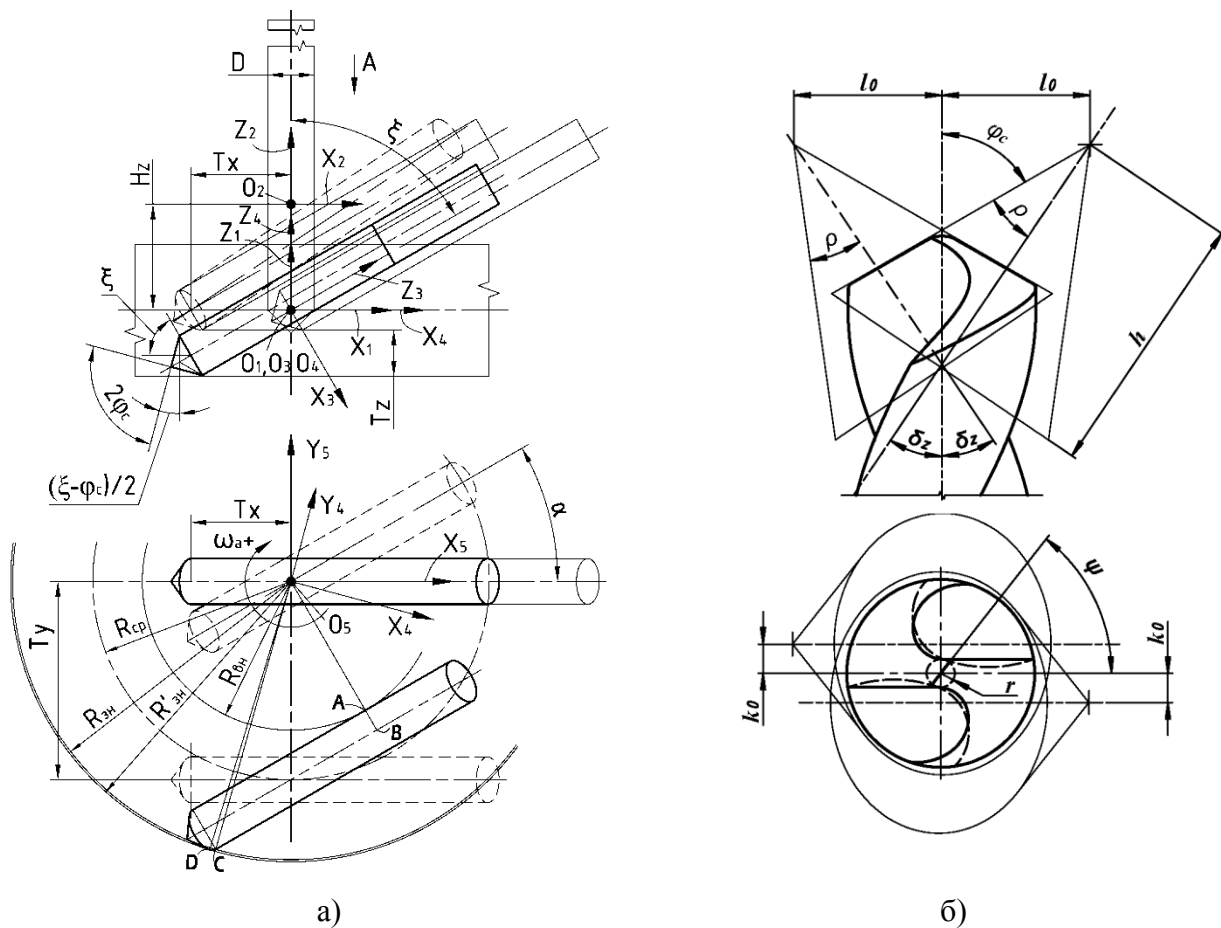 D
A
l₀
l₀
Z₂
ξ
φc
Hz
Tx
X₂
O₂
Z₄
ρ
ρ
Z₁
ξ
Z₃
X₁
X₄
h
O₁,O₃
O₄
X₃
Tz
2φc
δz
δz
(ξ-φc)/2
Y₅
Tx
Y₄
α
ωa+
X₅
ψ
O₅
X₄
Rср
Ty
Rвн
k₀
k₀
r
Rзн
R'зн
A
B
D
C
а)
б)